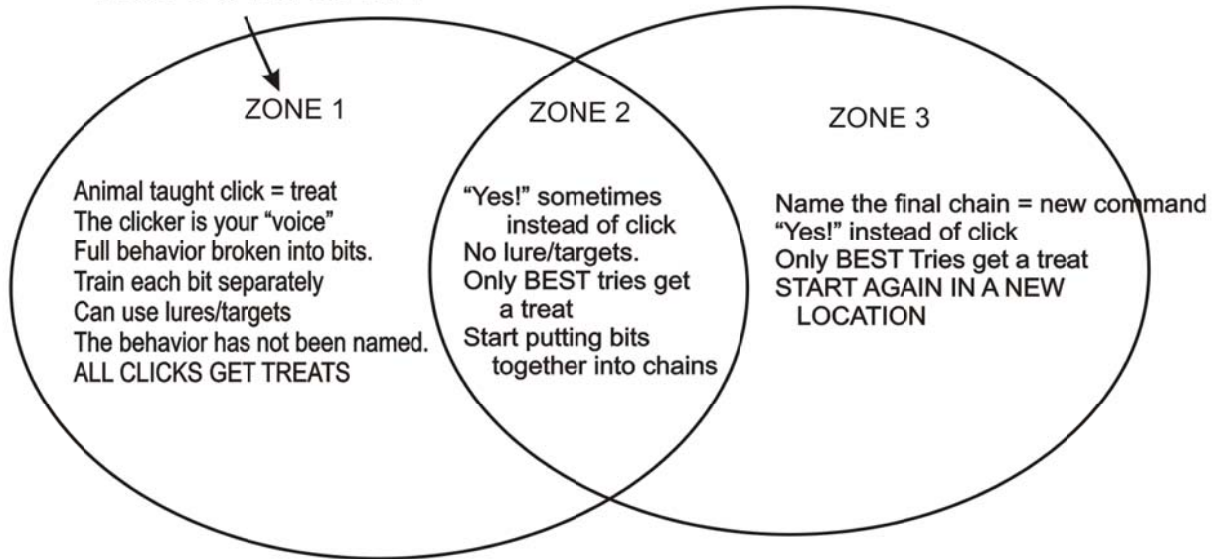 ZONE 1
Animal taught click = treat
The clicker is your “voice”
Full behavior broken into bits.
Train each bit separately
Can use lures/targets
The behavior has not been named.
ALL CLICKS GET TREATS
ZONE 2
“Yes!” sometimes
instead of click
No lure/targets.
Only BEST tries get
a treat
Start putting bits
together into chains
ZONE 3
Name the final chain = new command
“Yes!” instead of click
Only BEST Tries get a treat
START AGAIN IN A NEW
LOCATION